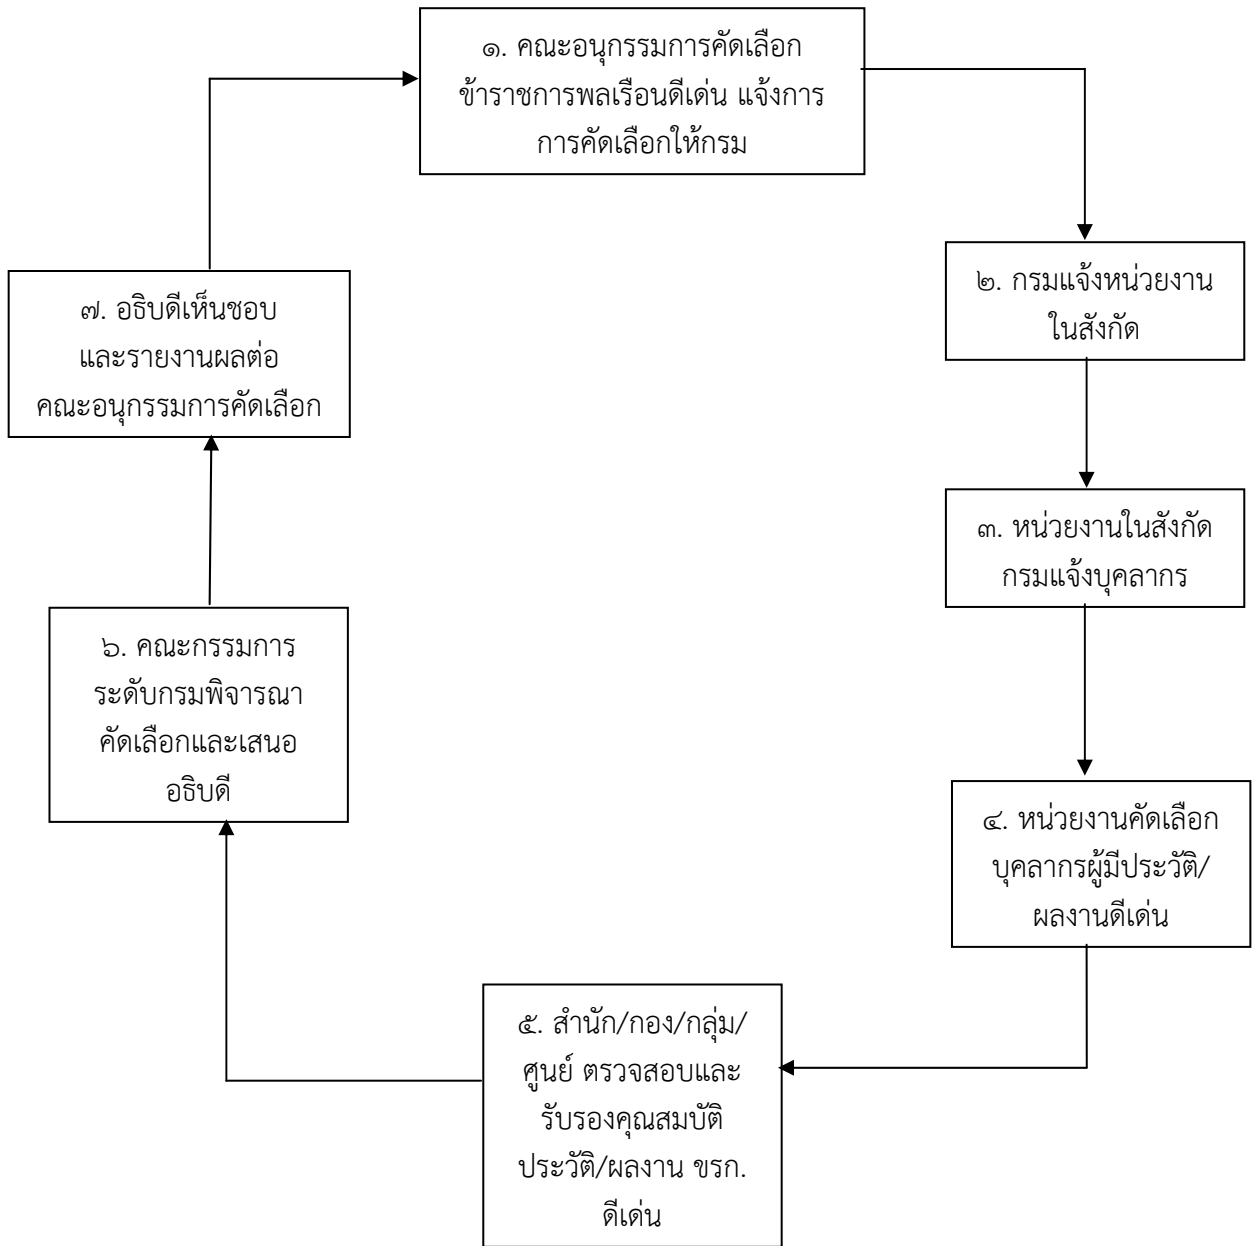 ๑. คณะอนุกรรมการคัดเลือก
ข้าราชการพลเรือนดีเด่น แจ้งการ
การคัดเลือกให้กรม
๒. กรมแจ้งหน่วยงาน
ในสังกัด
๓. หน่วยงานในสังกัด
กรมแจ้งบุคลากร
๔. หน่วยงานคัดเลือก
บุคลากรผู้มีประวัติ/
ผลงานดีเด่น
๕. สำนัก/กอง/กลุ่ม/
ศูนย์ ตรวจสอบและ
รับรองคุณสมบัติ
ประวัติ/ผลงาน ขรก.
ดีเด่น
๖. คณะกรรมการ
ระดับกรมพิจารณา
คัดเลือกและเสนอ
อธิบดี
๗. อธิบดีเห็นชอบ
และรายงานผลต่อ
คณะอนุกรรมการคัดเลือก